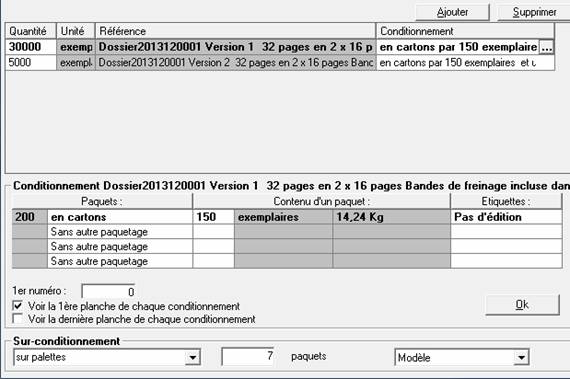 Ajouter Supprimer
Quantité Unité Référence Conditionnement
30000 exemp Dossier2013120001 Version 1 32 pages en 2 x 16 p en cartons par 150 exemplaire ...
5000 exempl Dossier2013120001 Version 2 32 pages en 2 x 16 pages Banc en cartons par 150 exemplaires et u
Conditionnement Dossier2013120001 Version 1 32 pages en 2 x 16 pages Bandes de freinage incluse dan
Paquets : Contenu d'un paquet : Etiquettes :
200 en cartons 150 exemplaires 14,24 Kg Pas d'édition
Sans autre paquetage
Sans autre paquetage
Sans autre paquetage
1er numéro : 0
Voir la 1ère planche de chaque conditionnement
Ok
Voir la dernière planche de chaque conditionnement
Sur-conditionnement
sur palettes 7 paquets Modèle